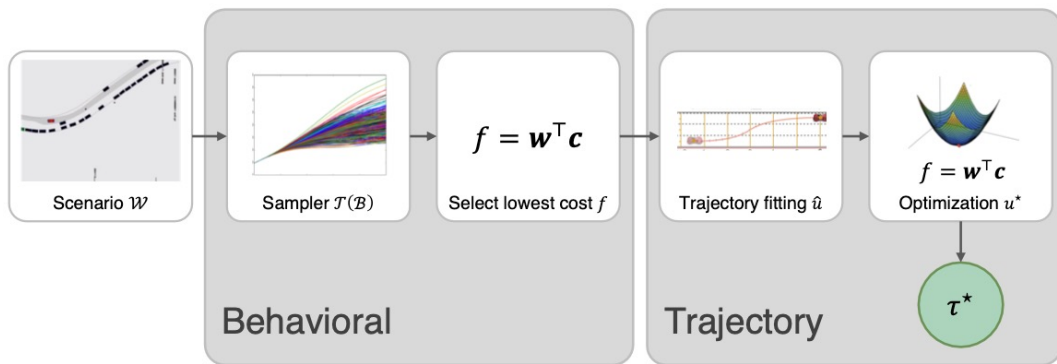 Scenario 𝒲
Sampler 𝒯(ℬ)
f = w⊤c
Select lowest cost f
Trajectory fitting û
f = w⊤c
Optimization u⋆
τ⋆
Behavioral
Trajectory